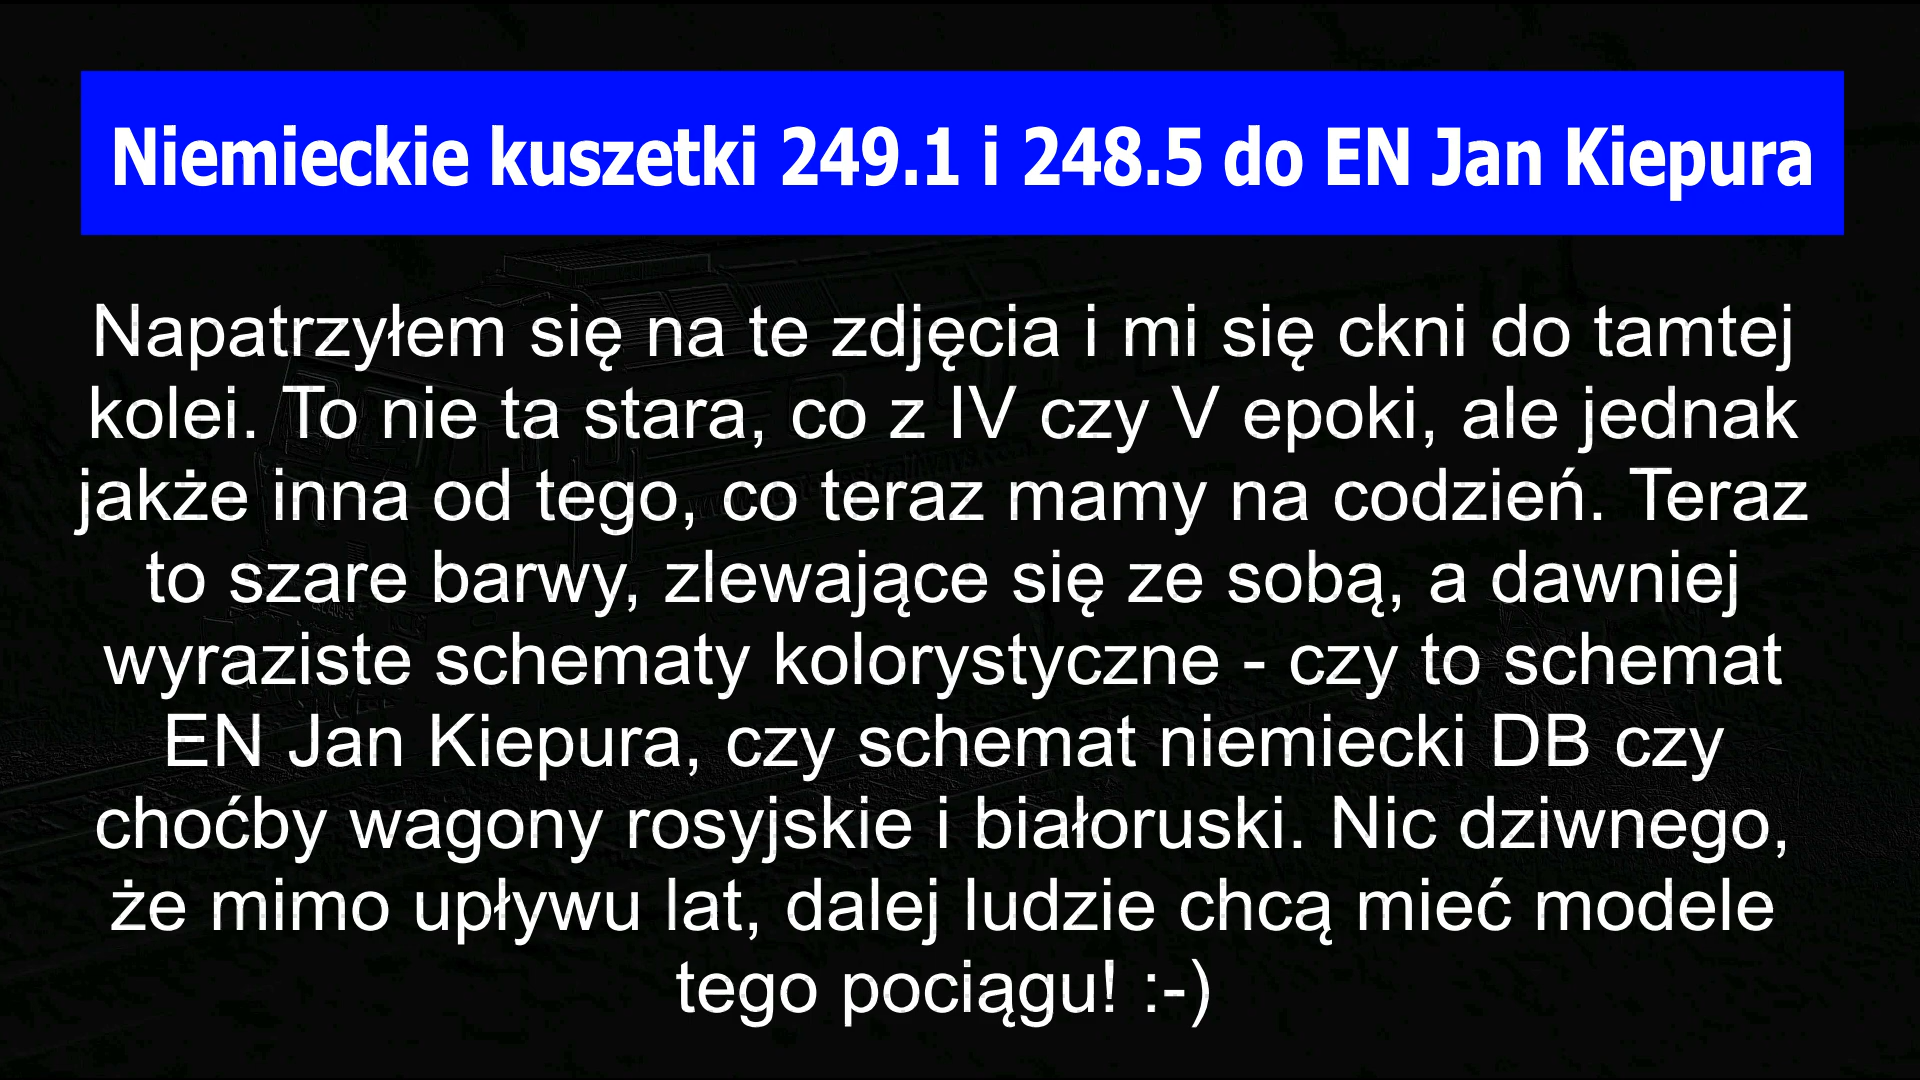 Niemieckie kuszetki 249.1 i 248.5 do EN Jan Kiepura
Napatrzyłem się na te zdjęcia i mi się ckni do tamtej
kolei. To nie ta stara, co z IV czy V epoki, ale jednak
jakże inna od tego, co teraz mamy na codzień. Teraz
to szare barwy, zlewające się ze sobą, a dawniej
wyraziste schematy kolorystyczne - czy to schemat
EN Jan Kiepura, czy schemat niemiecki DB czy
choćby wagony rosyjskie i białoruski. Nic dziwnego,
że mimo upływu lat, dalej ludzie chcą mieć modele
tego pociągu! :-)